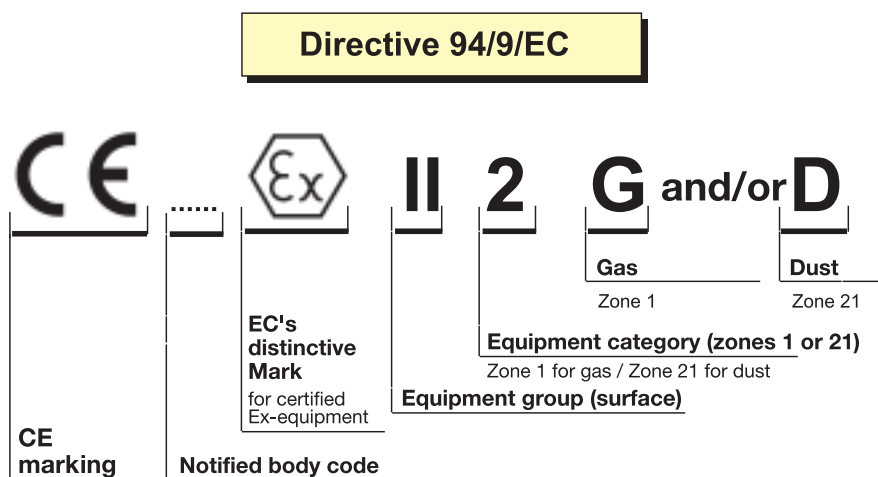 Directive 94/9/EC
CE ...... Ex II 2 G and/or D
Gas
Zone 1
Dust
Zone 21
Equipment category (zones 1 or 21)
Zone 1 for gas / Zone 21 for dust
EC's
distinctive
Mark
for certified
Ex-equipment
Equipment group (surface)
CE
marking
Notified body code